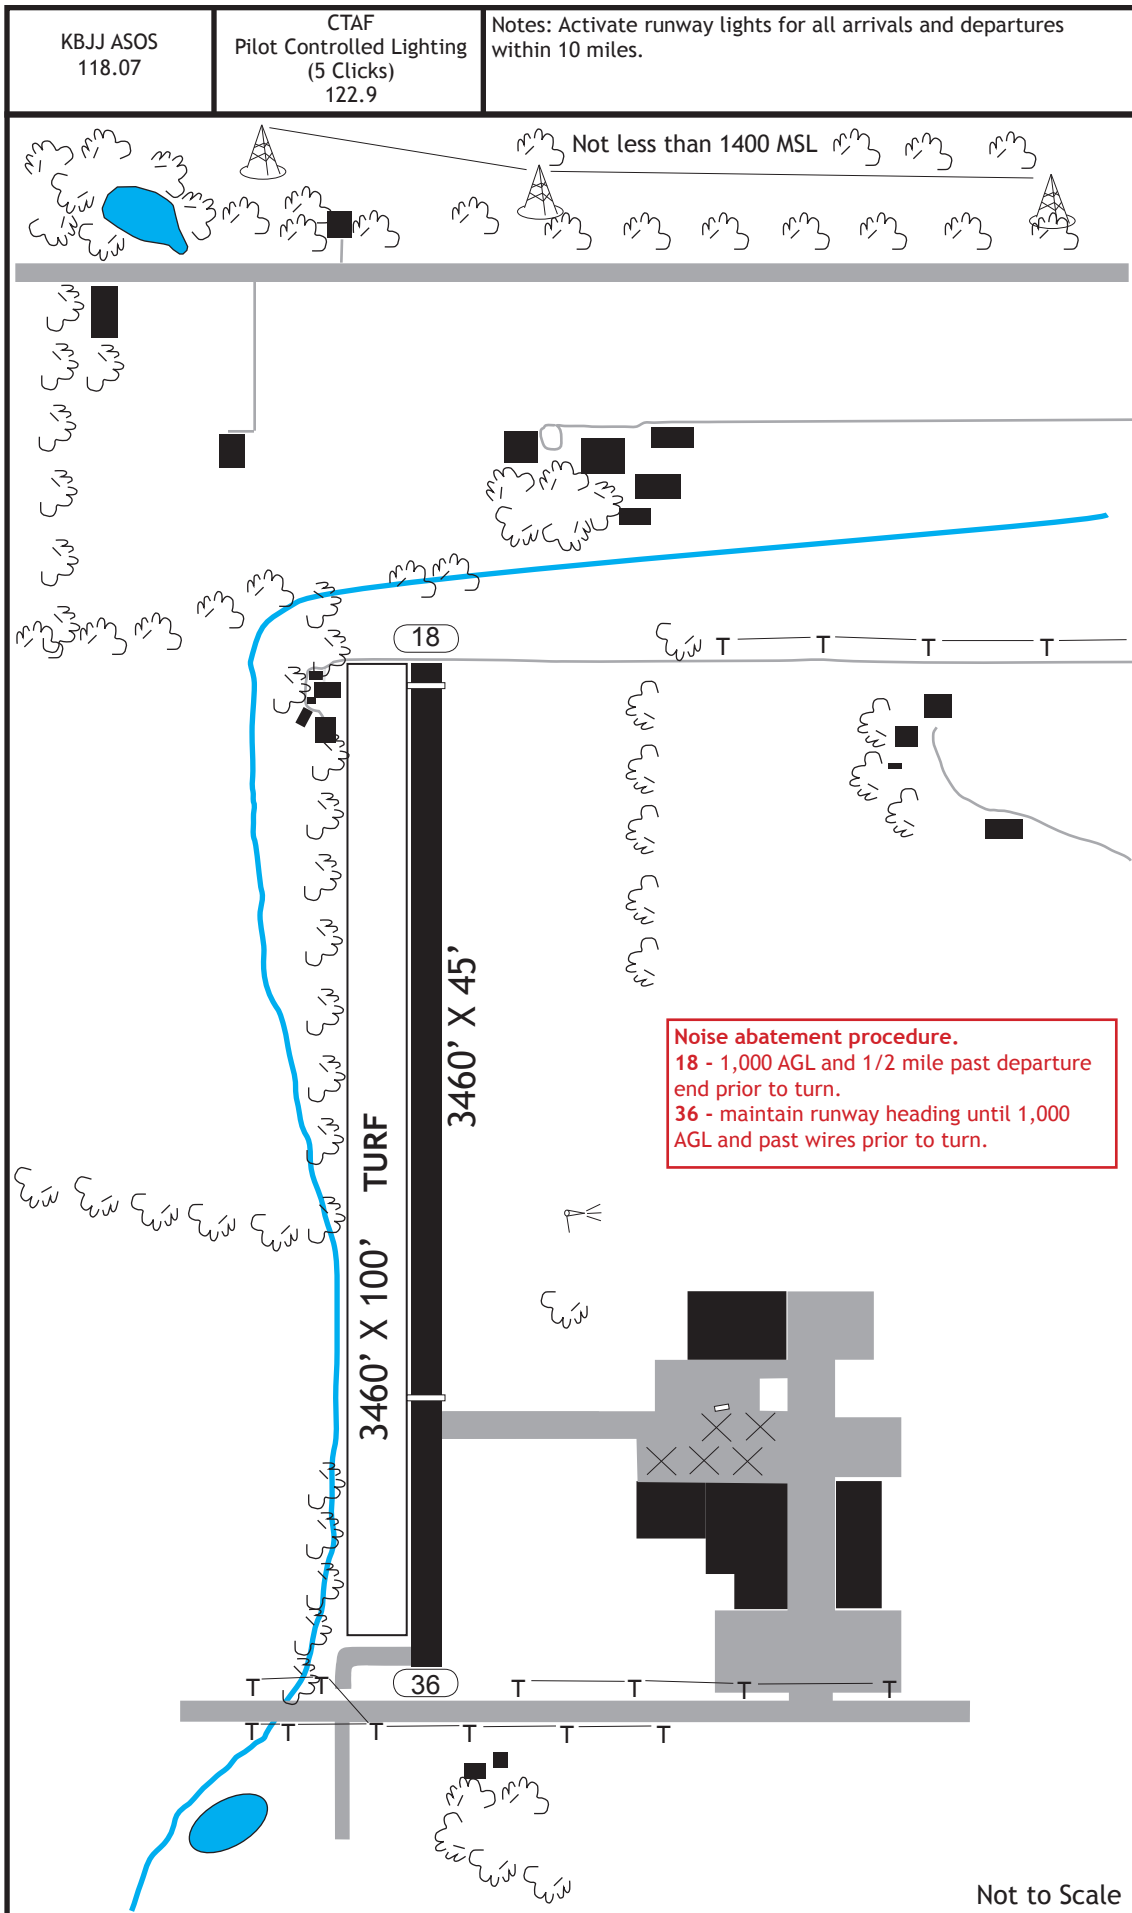 KBJJ ASOS
118.07
CTAF
Pilot Controlled Lighting
(5 Clicks)
122.9
Notes: Activate runway lights for all arrivals and departures
within 10 miles.
Not less than 1400 MSL
18
T T T T
3460’ X 45’
Noise abatement procedure.
18 - 1,000 AGL and 1/2 mile past departure
end prior to turn.
36 - maintain runway heading until 1,000
AGL and past wires prior to turn.
3460’ X 100’ TURF
36
T T T T T T
T T T T T T
Not to Scale